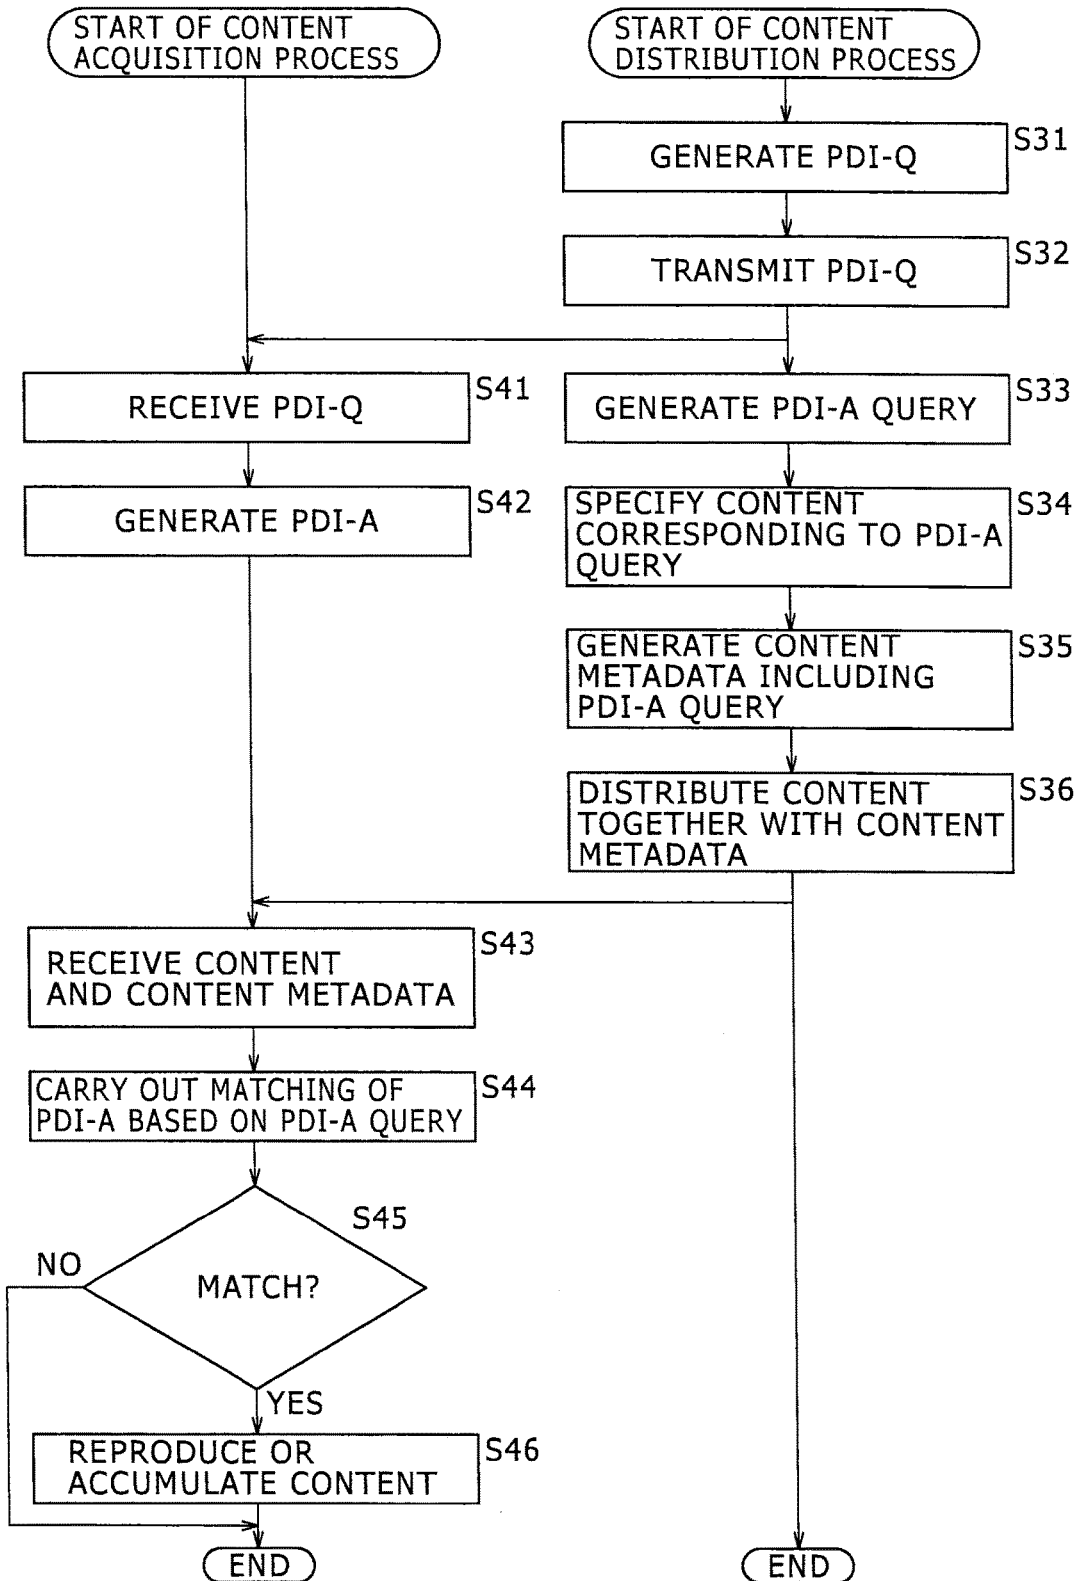 START OF CONTENT
ACQUISITION PROCESS
START OF CONTENT
DISTRIBUTION PROCESS
GENERATE PDI-Q
S31
TRANSMIT PDI-Q
S32
RECEIVE PDI-Q
S41
GENERATE PDI-A QUERY
S33
GENERATE PDI-A
S42
SPECIFY CONTENT
CORRESPONDING TO PDI-A
QUERY
S34
GENERATE CONTENT
METADATA INCLUDING
PDI-A QUERY
S35
DISTRIBUTE CONTENT
TOGETHER WITH CONTENT
METADATA
S36
RECEIVE CONTENT
AND CONTENT METADATA
S43
CARRY OUT MATCHING OF
PDI-A BASED ON PDI-A QUERY
S44
S45
NO
MATCH?
YES
REPRODUCE OR
ACCUMULATE CONTENT
S46
END
END